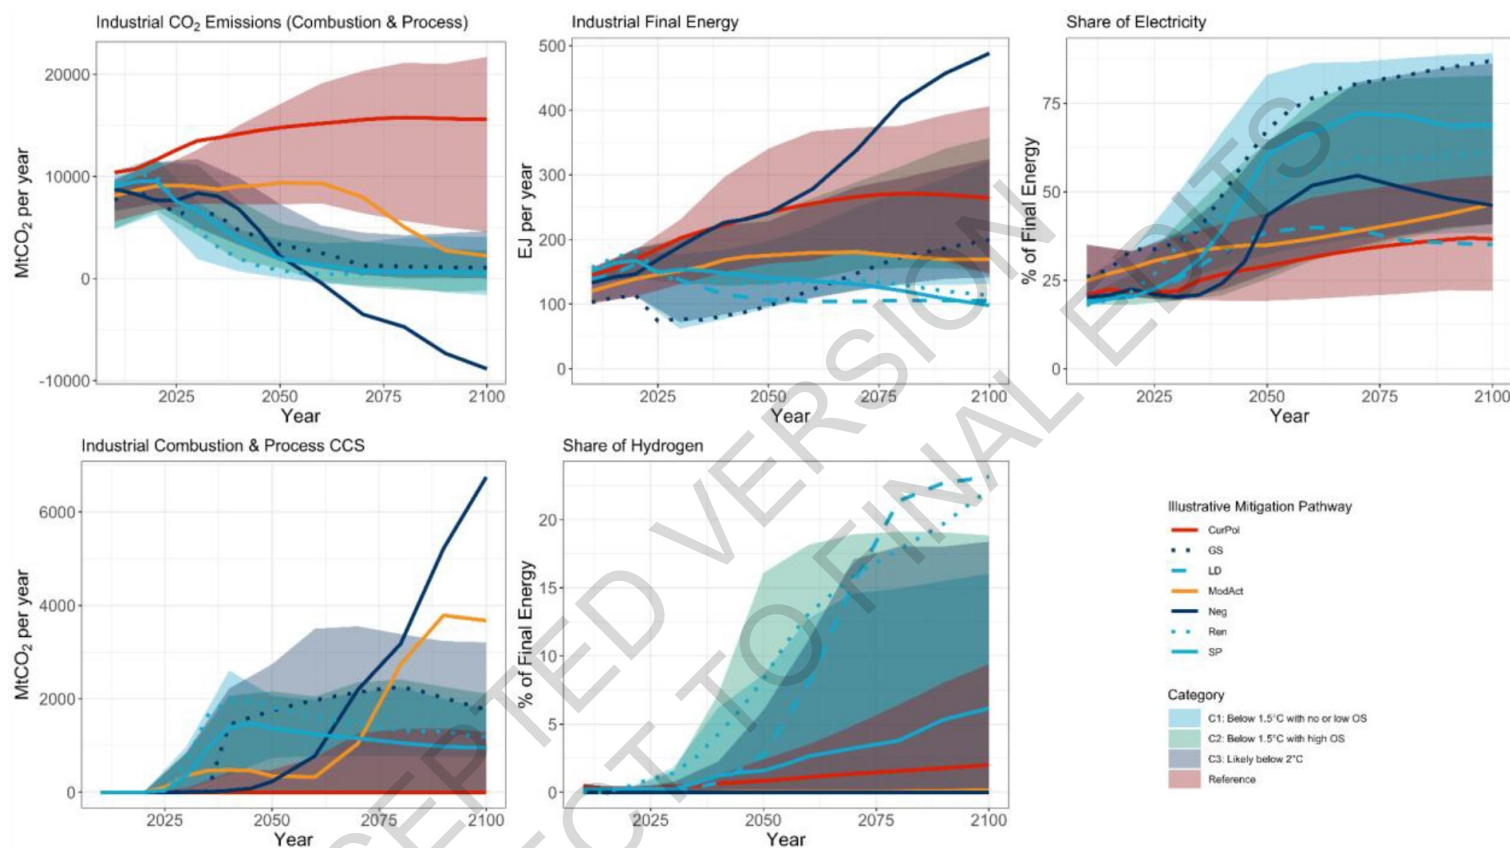 Industrial CO₂ Emissions (Combustion & Process)
20000
10000
0
-10000
MtCO₂ per year
2025 2050 2075 2100
Year
Industrial Final Energy
500
400
300
200
100
0
EJ per year
2025 2050 2075 2100
Year
Share of Electricity
75
50
25
0
% of Final Energy
2025 2050 2075 2100
Year
Industrial Combustion & Process CCS
6000
4000
2000
0
MtCO₂ per year
2025 2050 2075 2100
Year
Share of Hydrogen
20
15
10
5
0
% of Final Energy
2025 2050 2075 2100
Year
Illustrative Mitigation Pathway
CurPol
GS
LD
ModAct
Neg
Ren
SP
Category
C1: Below 1.5°C with no or low OS
C2: Below 1.5°C with high OS
C3: Likely below 2°C
Reference
CEPTED VERSION
CT TO FINAL EDITS